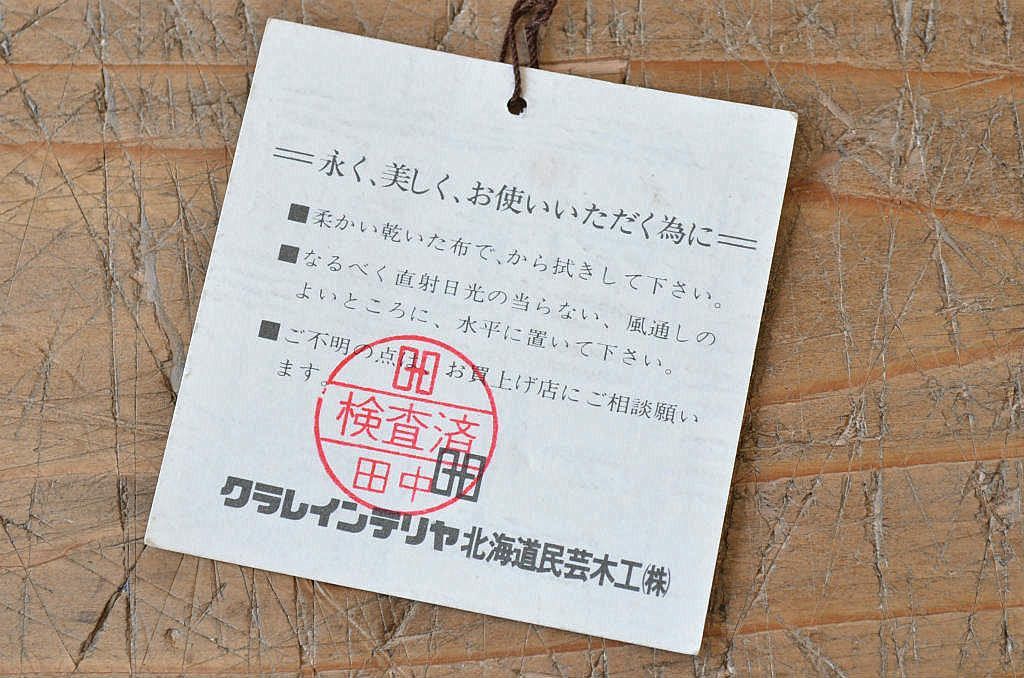 永く、美しく、お使いいただく為に
■柔かい乾いた布で、から拭きして下さい。
■なるべく直射日光の当らない、風通しの
よいところに、水平に置いて下さい。
■ご不明の点は、お買上げ店にご相談願い
ます。
検査済
田中
クラレインテリヤ北海道民芸木工㈱